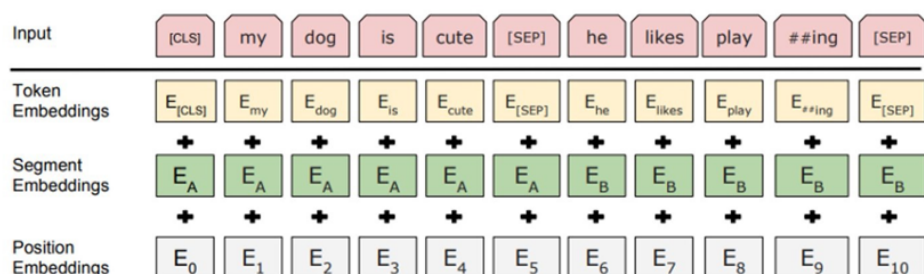 Input [CLS] my dog is cute [SEP] he likes play ##ing [SEP]
Token
Embeddings E[CLS] Emy Edog Eis Ecute E[SEP] Ehe Elikes Eplay E##ing E[SEP]
+ + + + + + + + + + +
Segment
Embeddings EA EA EA EA EA EA EB EB EB EB EB
+ + + + + + + + + + +
Position
Embeddings E0 E1 E2 E3 E4 E5 E6 E7 E8 E9 E10